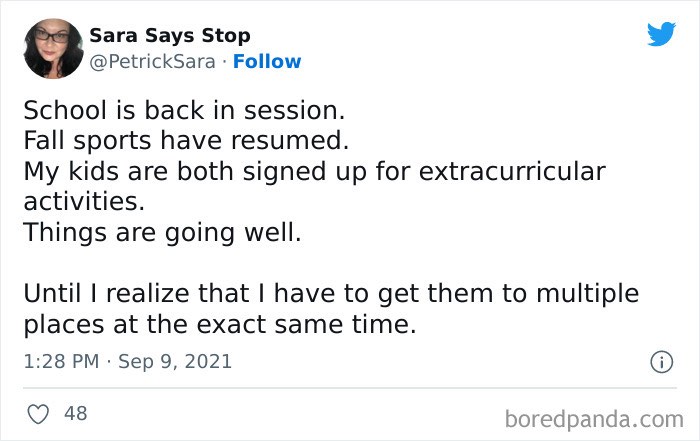 Sara Says Stop
@PetrickSara · Follow
School is back in session.
Fall sports have resumed.
My kids are both signed up for extracurricular
activities.
Things are going well.
Until I realize that I have to get them to multiple
places at the exact same time.
1:28 PM · Sep 9, 2021
48
boredpanda.com